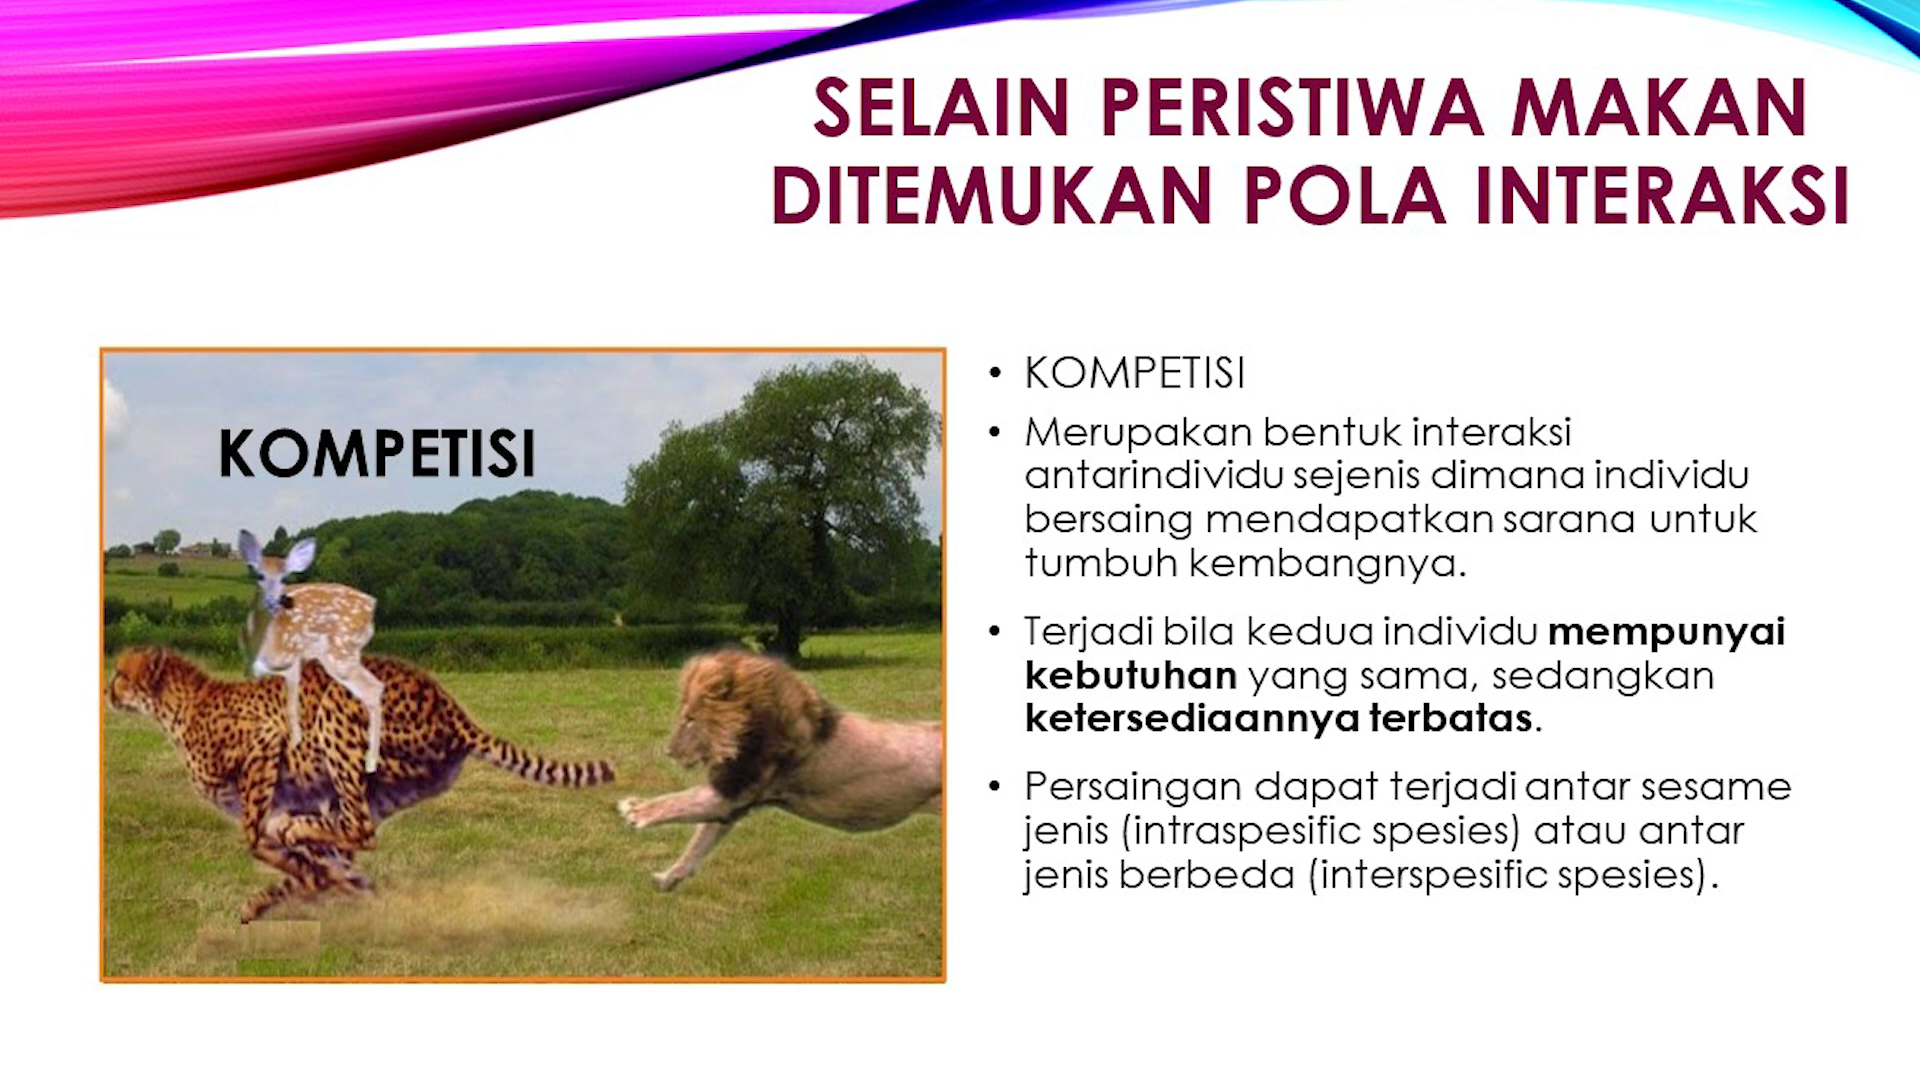 SELAIN PERISTIWA MAKAN
DITEMUKAN POLA INTERAKSI
KOMPETISI
• KOMPETISI
• Merupakan bentuk interaksi
antarindividu sejenis dimana individu
bersaing mendapatkan sarana untuk
tumbuh kembangnya.
• Terjadi bila kedua individu mempunyai
kebutuhan yang sama, sedangkan
ketersediaannya terbatas.
• Persaingan dapat terjadi antar sesame
jenis (intraspesific spesies) atau antar
jenis berbeda (interspesific spesies).